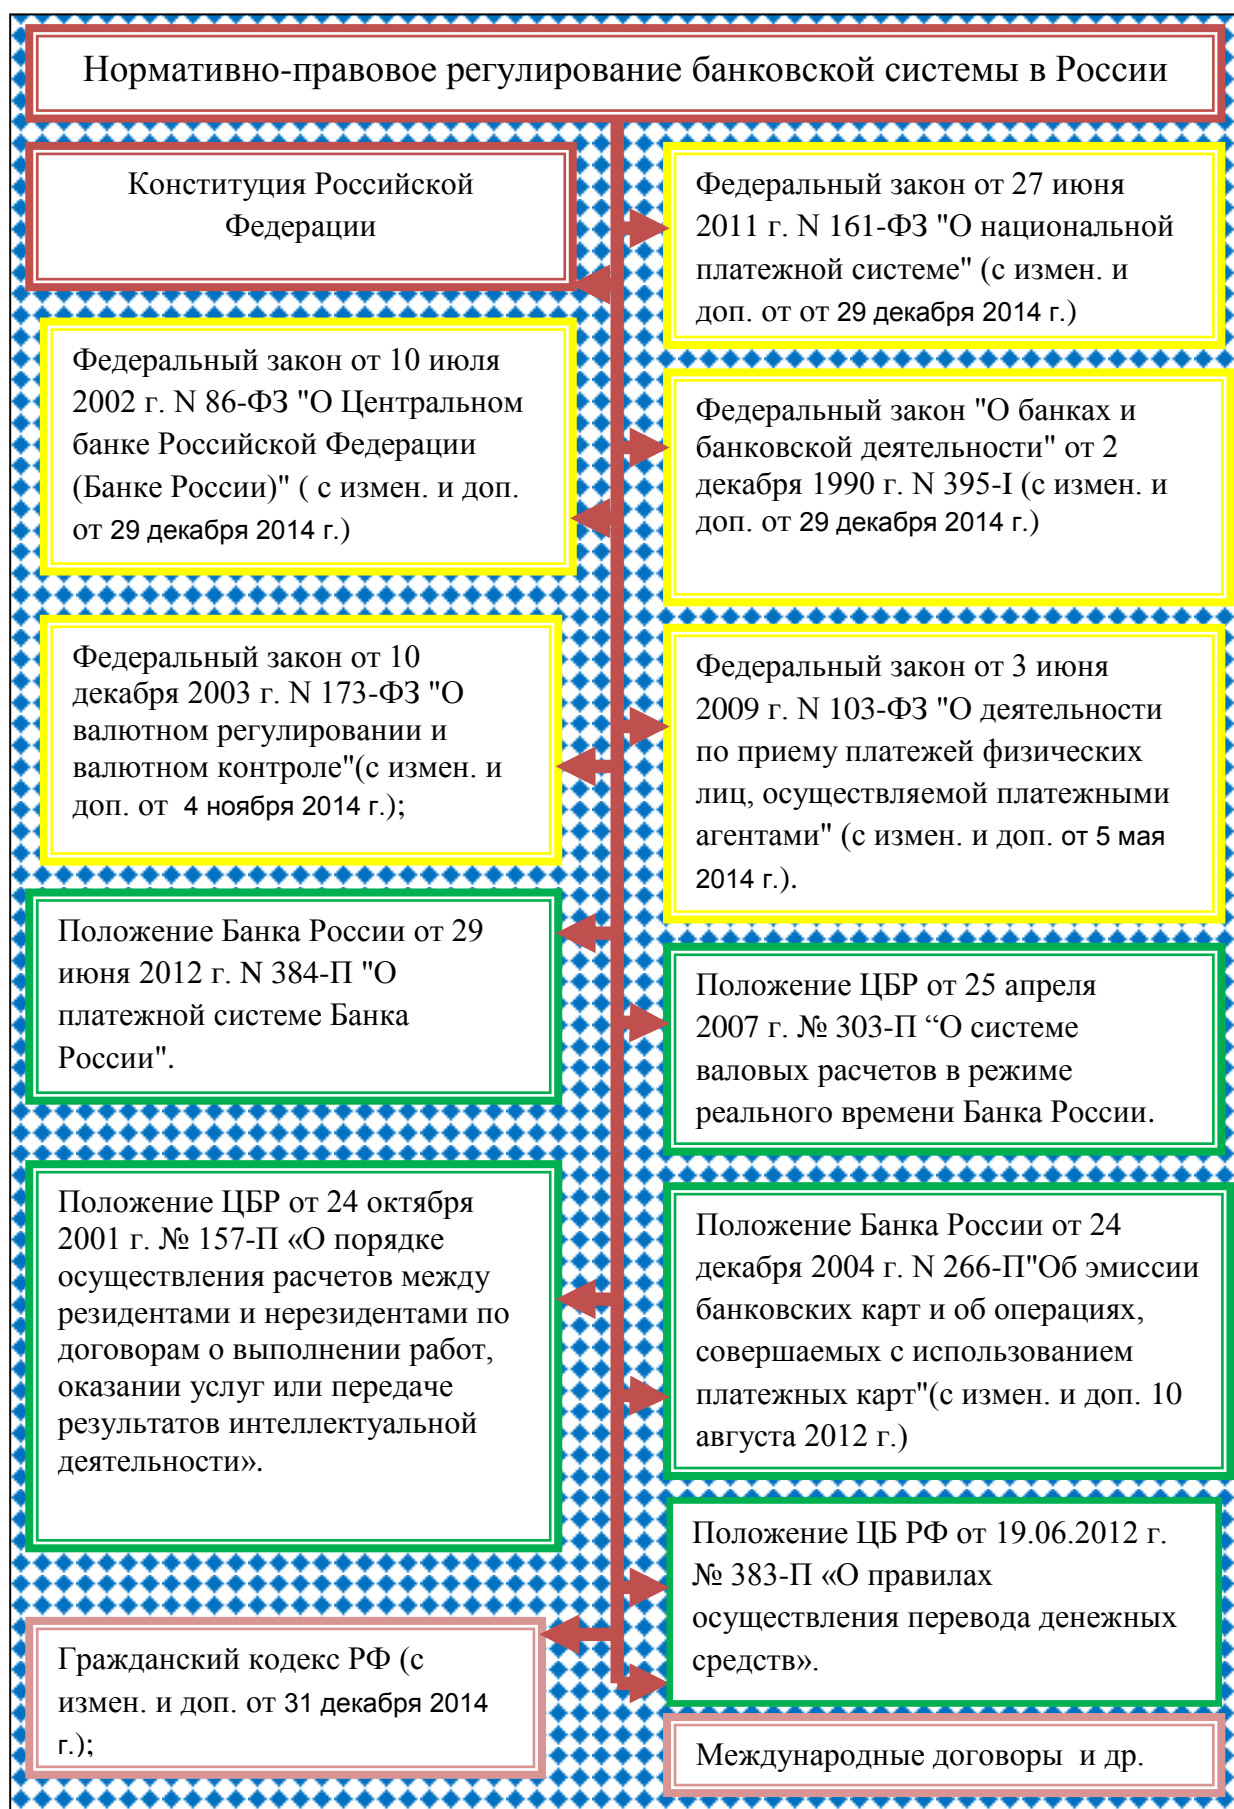 Нормативно-правовое регулирование банковской системы в России
Конституция Российской
Федерации
Федеральный закон от 27 июня
2011 г. N 161-ФЗ "О национальной
платежной системе" (с измен. и
доп. от от 29 декабря 2014 г.)
Федеральный закон от 10 июля
2002 г. N 86-ФЗ "О Центральном
банке Российской Федерации
(Банке России)" ( с измен. и доп.
от 29 декабря 2014 г.)
Федеральный закон "О банках и
банковской деятельности" от 2
декабря 1990 г. N 395-I (с измен. и
доп. от 29 декабря 2014 г.)
Федеральный закон от 10
декабря 2003 г. N 173-ФЗ "О
валютном регулировании и
валютном контроле"(с измен. и
доп. от  4 ноября 2014 г.);
Федеральный закон от 3 июня
2009 г. N 103-ФЗ "О деятельности
по приему платежей физических
лиц, осуществляемой платежными
агентами" (с измен. и доп. от 5 мая
2014 г.).
Положение Банка России от 29
июня 2012 г. N 384-П "О
платежной системе Банка
России".
Положение ЦБР от 25 апреля
2007 г. № 303-П “О системе
валовых расчетов в режиме
реального времени Банка России.
Положение ЦБР от 24 октября
2001 г. № 157-П «О порядке
осуществления расчетов между
резидентами и нерезидентами по
договорам о выполнении работ,
оказании услуг или передаче
результатов интеллектуальной
деятельности».
Положение Банка России от 24
декабря 2004 г. N 266-П"Об эмиссии
банковских карт и об операциях,
совершаемых с использованием
платежных карт"(с измен. и доп. 10
августа 2012 г.)
Положение ЦБ РФ от 19.06.2012 г.
№ 383-П «О правилах
осуществления перевода денежных
средств».
Гражданский кодекс РФ (с
измен. и доп. от 31 декабря 2014
г.);
Международные договоры  и др.